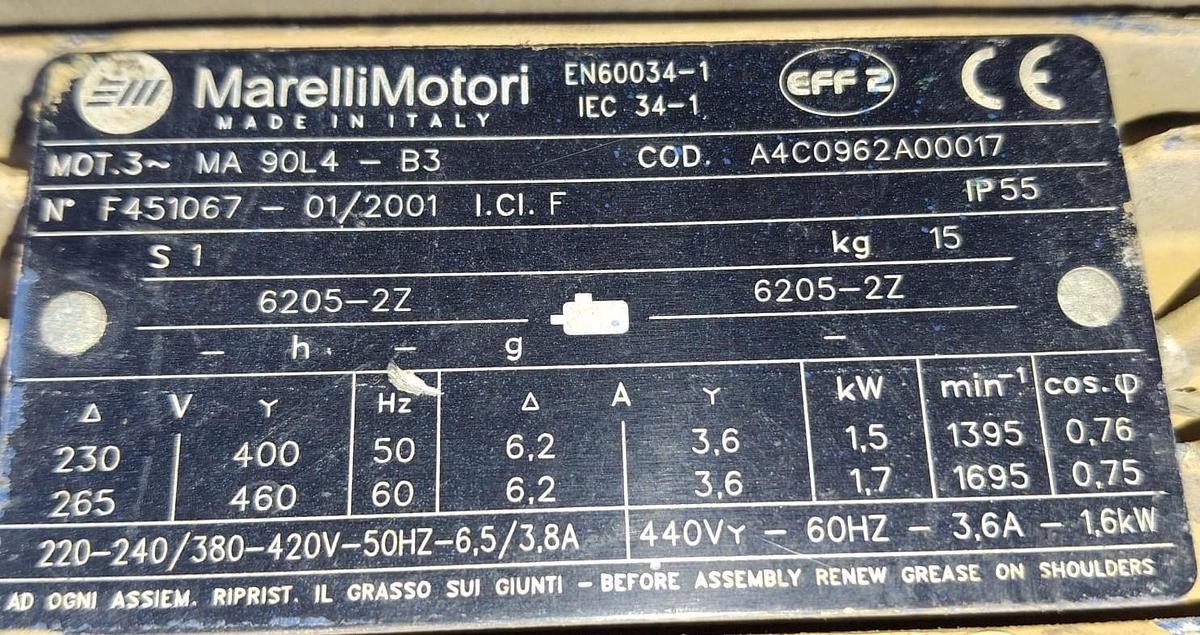 MarelliMotori EN60034-1 EFF 2 CE
MADE IN ITALY IEC 34-1
MOT.3~ MA 90L4 - B3 COD. A4C0962A00017
N° F451067 - 01/2001 I.Cl. F IP 55
S 1 kg 15
6205-2Z 6205-2Z
- h - g -
Δ V Y Hz Δ A Y kW min⁻¹ cos.φ
230 400 50 6,2 3,6 1,5 1395 0,76
265 460 60 6,2 3,6 1,7 1695 0,75
220-240/380-420V-50HZ-6,5/3,8A 440VY - 60HZ - 3,6A - 1,6kW
AD OGNI ASSIEM. RIPRIST. IL GRASSO SUI GIUNTI - BEFORE ASSEMBLY RENEW GREASE ON SHOULDERS